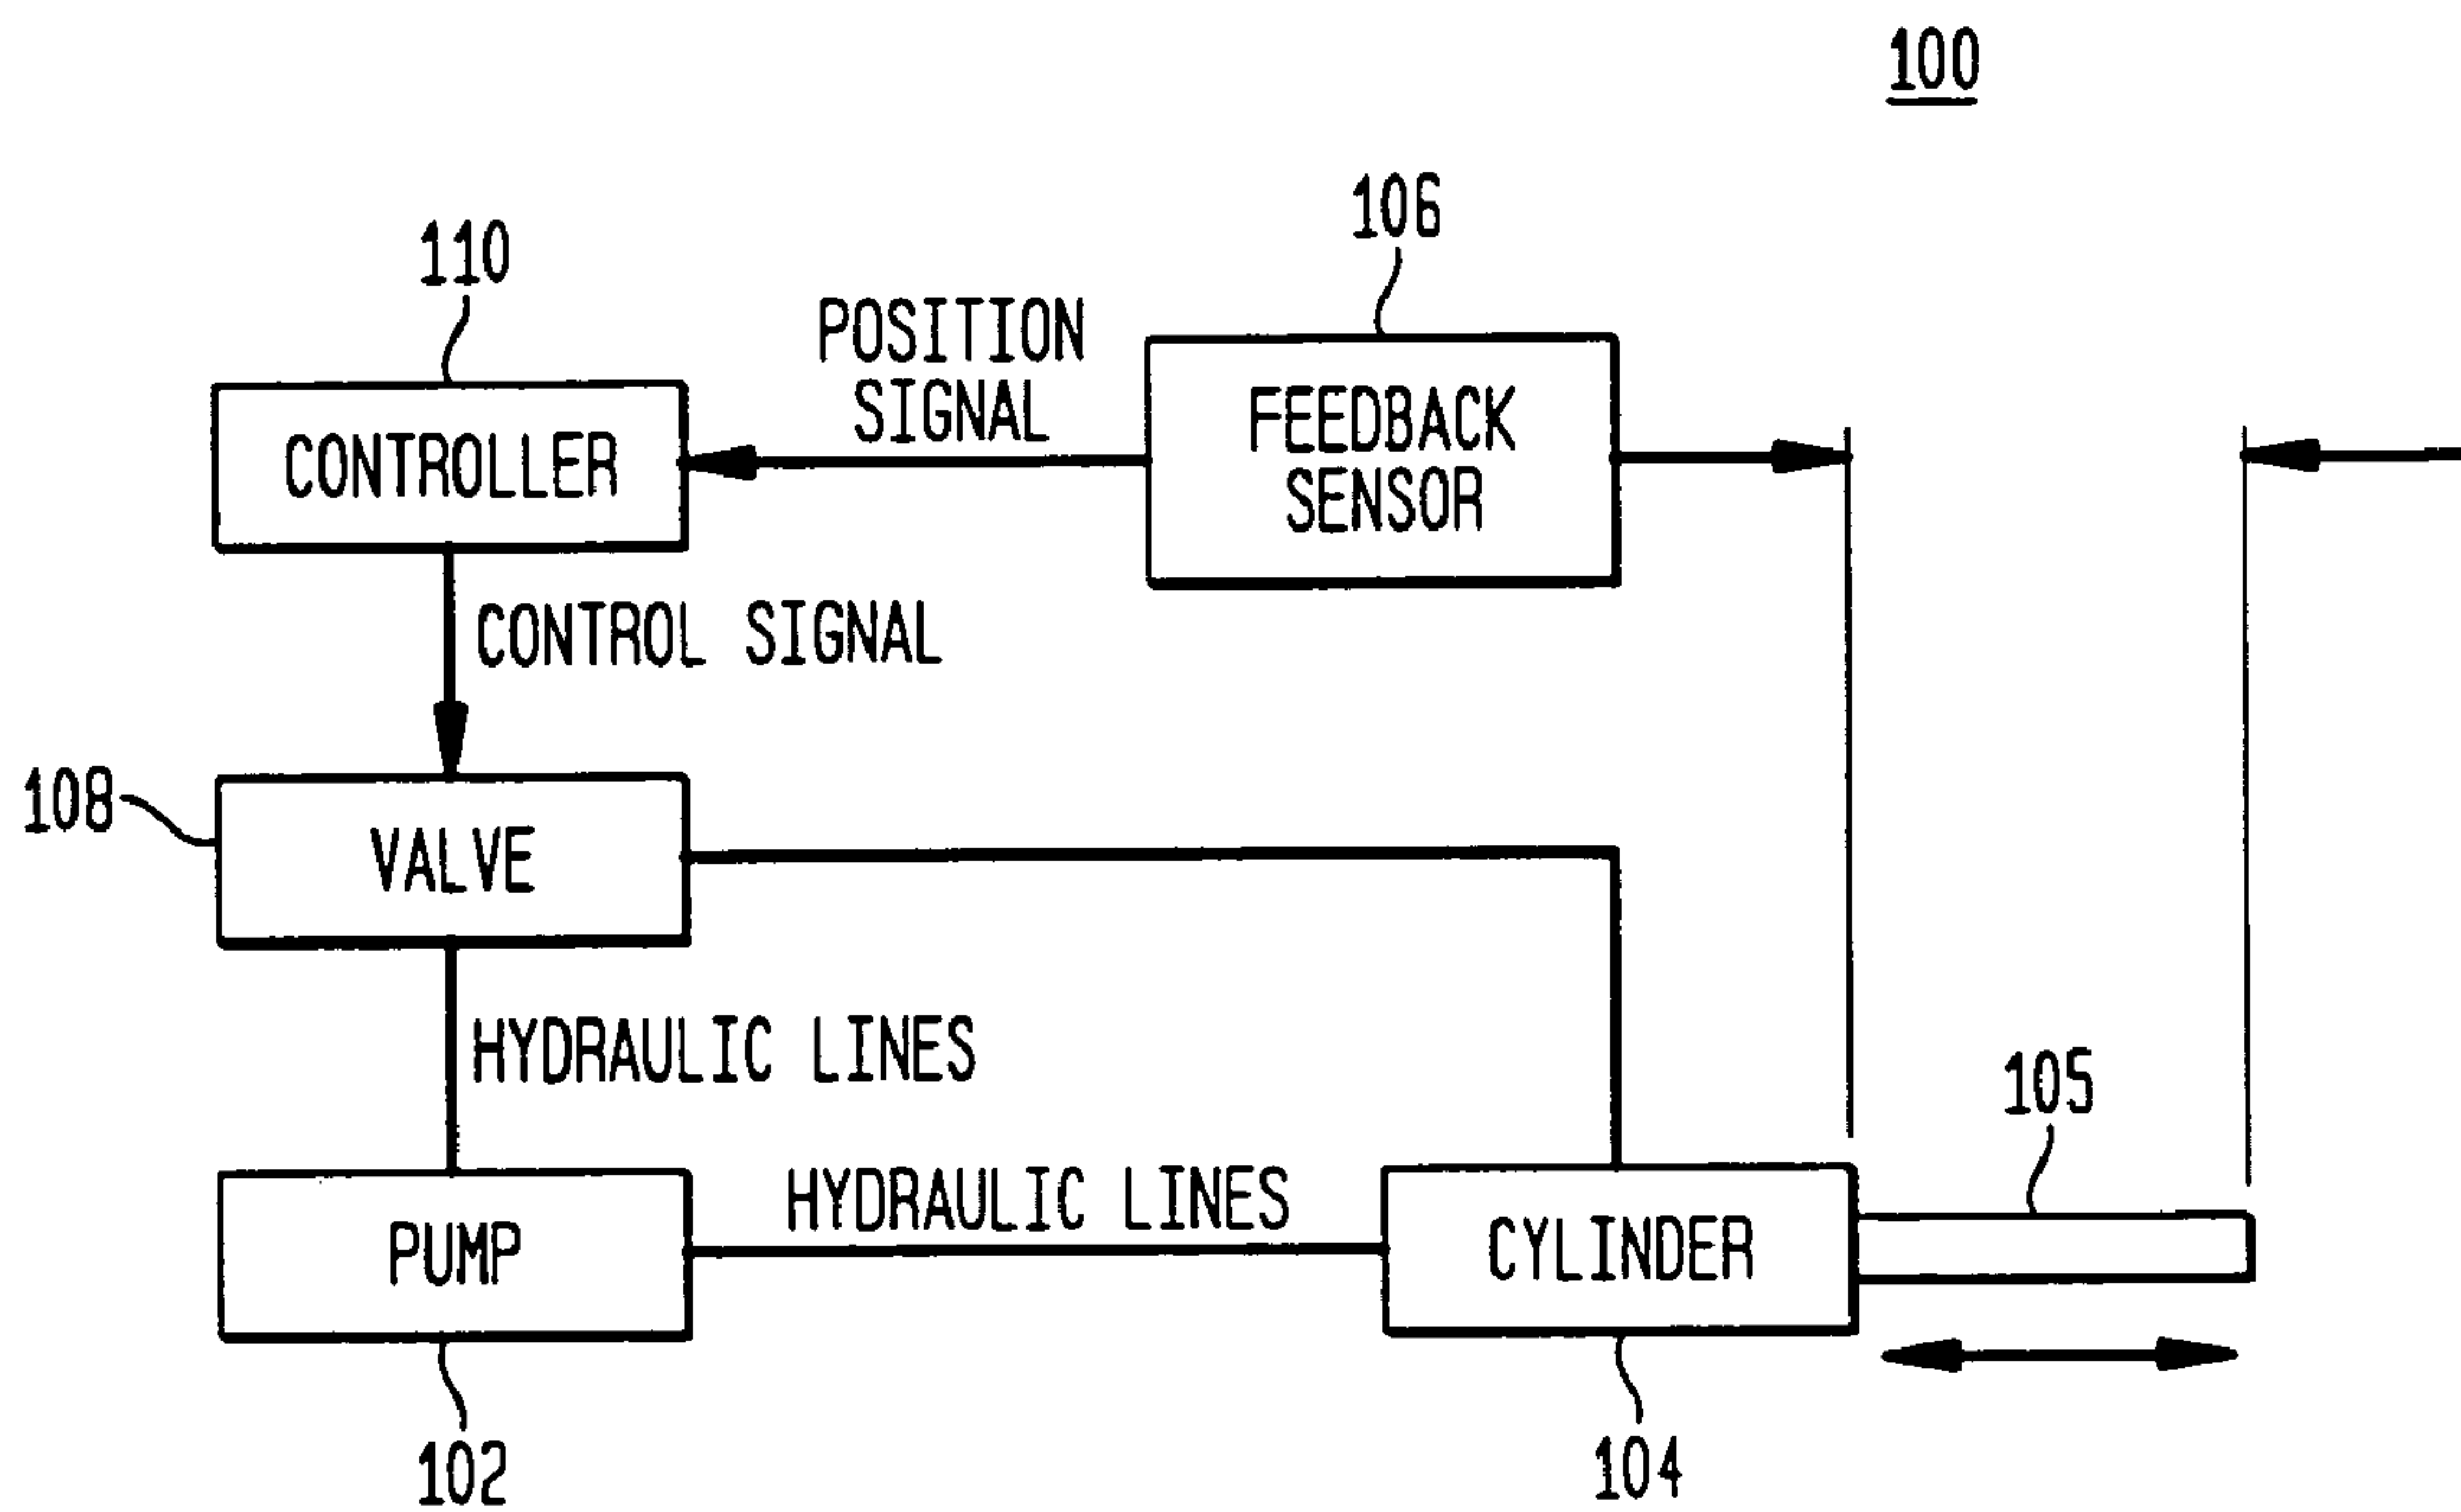 100
106
110
POSITION
SIGNAL
FEEDBACK
SENSOR
CONTROLLER
CONTROL SIGNAL
108
VALVE
HYDRAULIC LINES
105
HYDRAULIC LINES
PUMP
CYLINDER
102
104